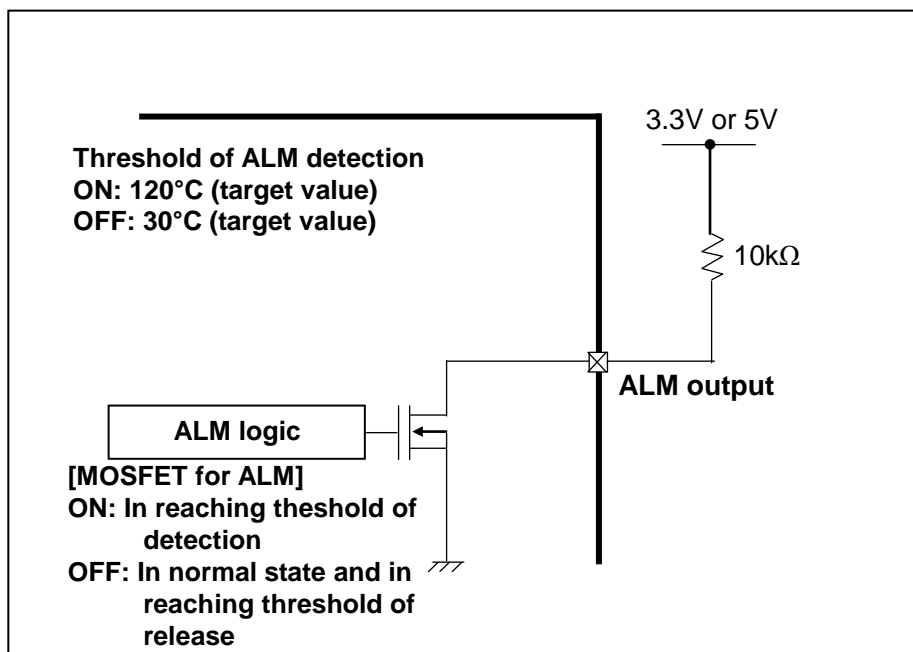 3.3V or 5V
Threshold of ALM detection
ON: 120°C (target value)
OFF: 30°C (target value)
10kΩ
ALM output
ALM logic
[MOSFET for ALM]
ON: In reaching theshold of
detection
OFF: In normal state and in
reaching threshold of
release